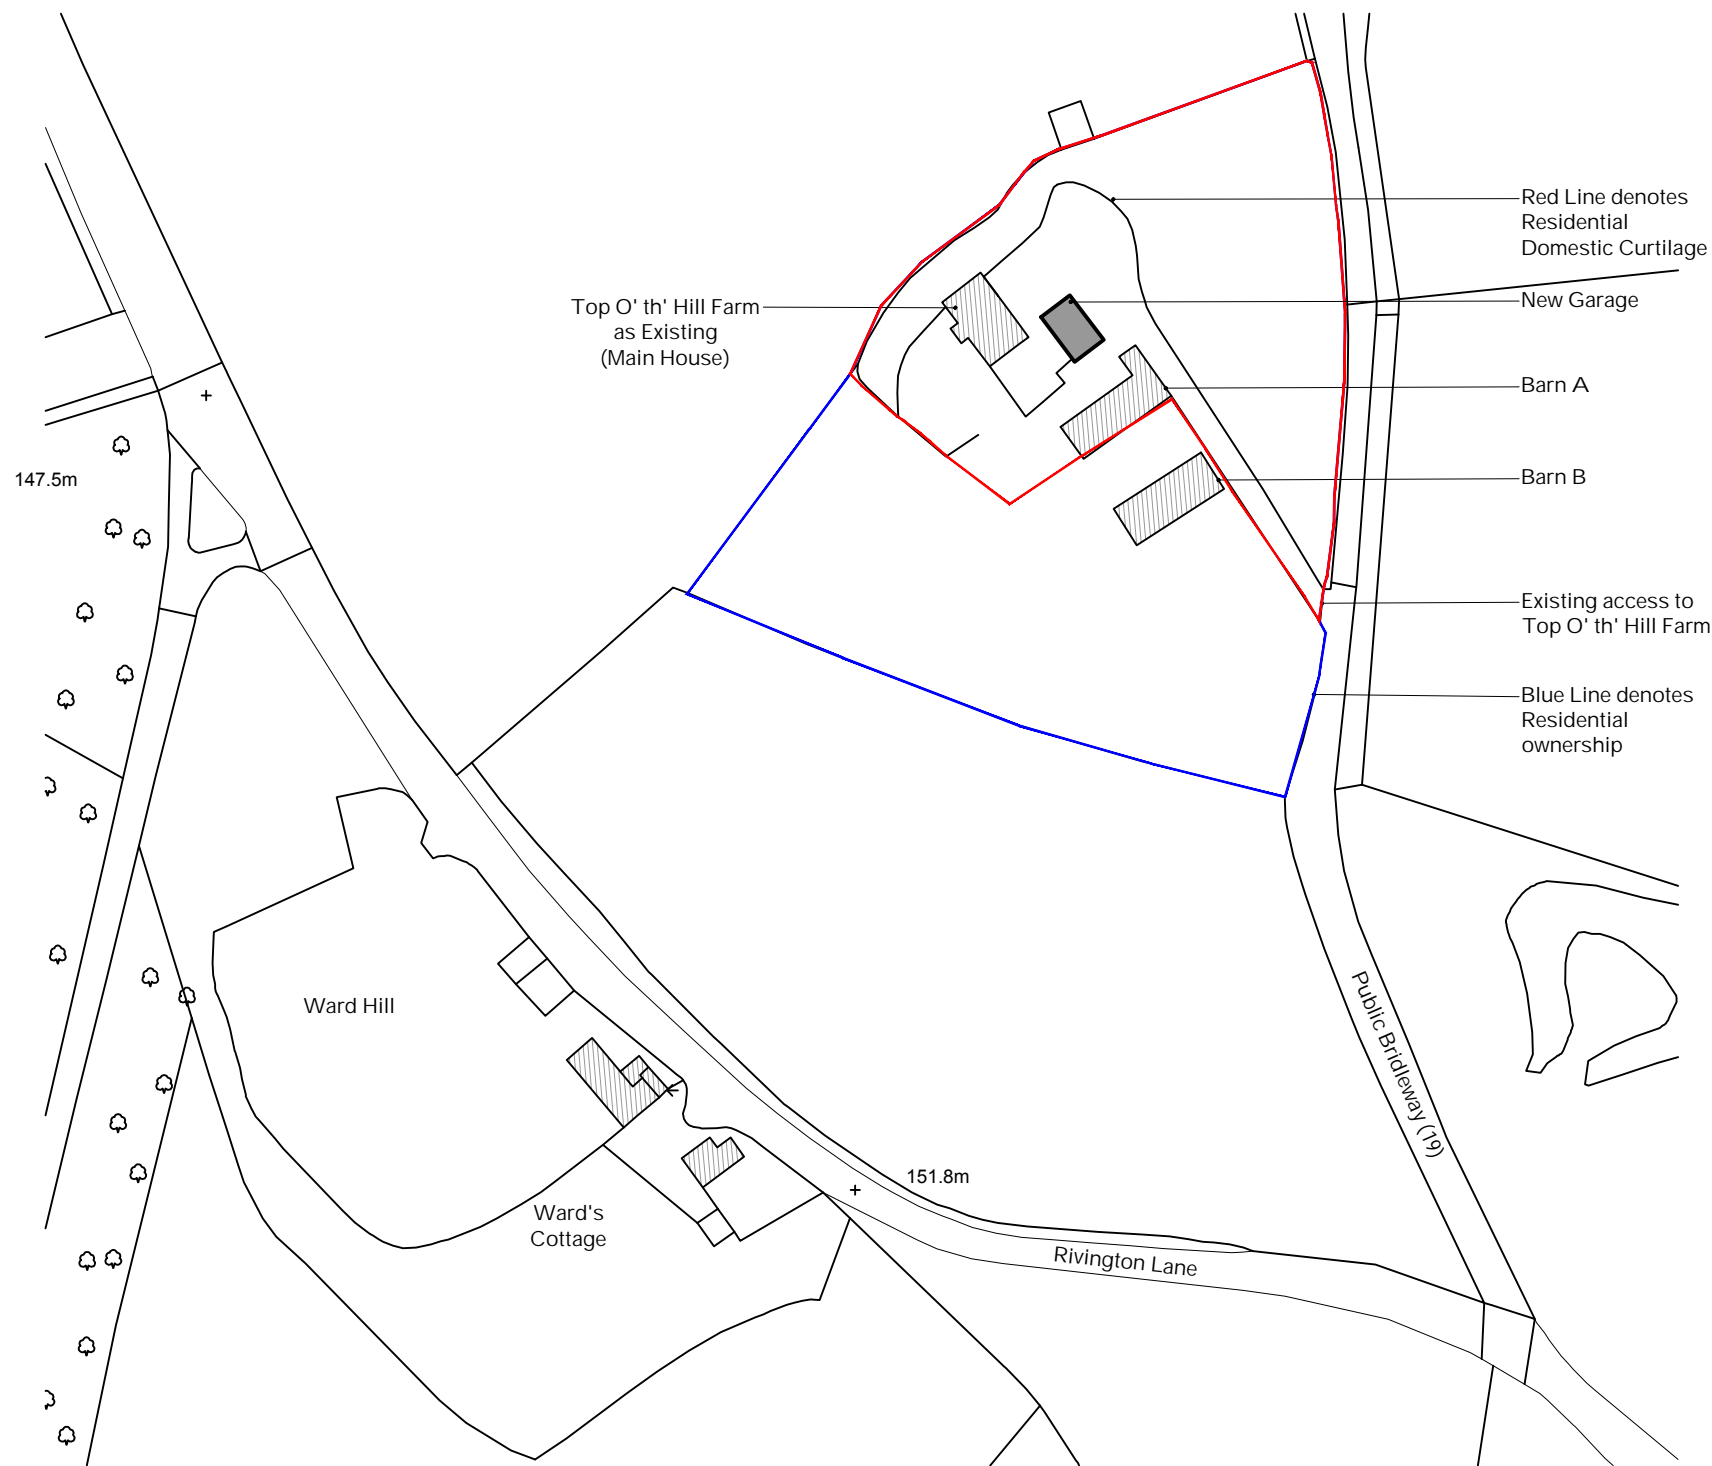 Red Line denotes
Residential
Domestic Curtilage
New Garage
Top O' th' Hill Farm
as Existing
(Main House)
Barn A
Barn B
147.5m
Existing access to
Top O' th' Hill Farm
Blue Line denotes
Residential
ownership
Ward Hill
Public Bridleway (19)
151.8m
Ward's
Cottage
Rivington Lane